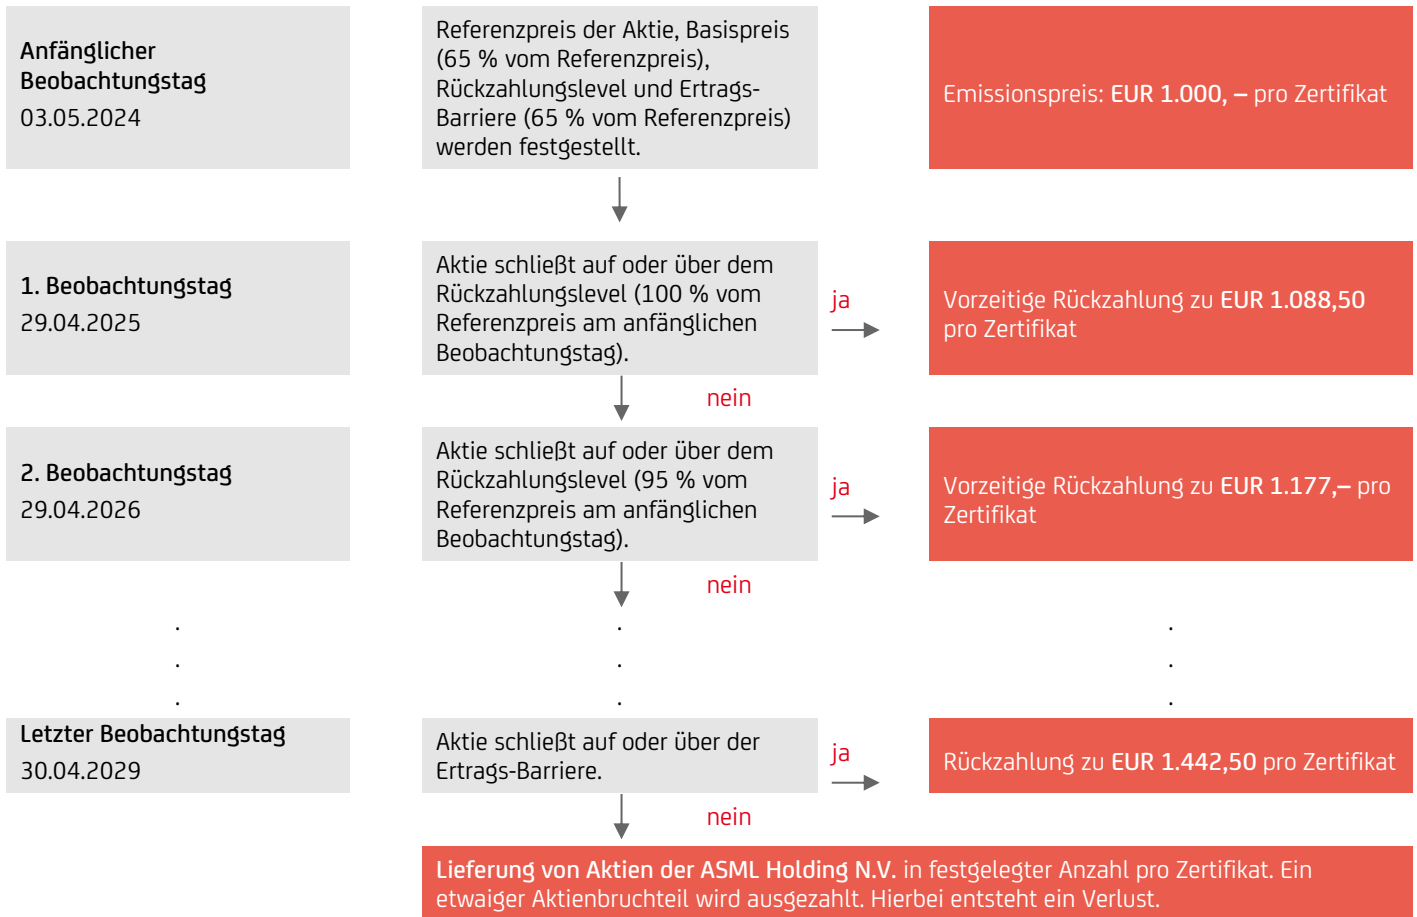 Anfänglicher
Beobachtungstag
03.05.2024
Referenzpreis der Aktie, Basispreis
(65 % vom Referenzpreis),
Rückzahlungslevel und Ertrags-
Barriere (65 % vom Referenzpreis)
werden festgestellt.
Emissionspreis: EUR 1.000, – pro Zertifikat
1. Beobachtungstag
29.04.2025
Aktie schließt auf oder über dem
Rückzahlungslevel (100 % vom
Referenzpreis am anfänglichen
Beobachtungstag).
ja
Vorzeitige Rückzahlung zu EUR 1.088,50
pro Zertifikat
nein
2. Beobachtungstag
29.04.2026
Aktie schließt auf oder über dem
Rückzahlungslevel (95 % vom
Referenzpreis am anfänglichen
Beobachtungstag).
ja
Vorzeitige Rückzahlung zu EUR 1.177,– pro
Zertifikat
nein
. . .
. . .
. . .
Letzter Beobachtungstag
30.04.2029
Aktie schließt auf oder über der
Ertrags-Barriere.
ja
Rückzahlung zu EUR 1.442,50 pro Zertifikat
nein
Lieferung von Aktien der ASML Holding N.V. in festgelegter Anzahl pro Zertifikat. Ein
etwaiger Aktienbruchteil wird ausgezahlt. Hierbei entsteht ein Verlust.